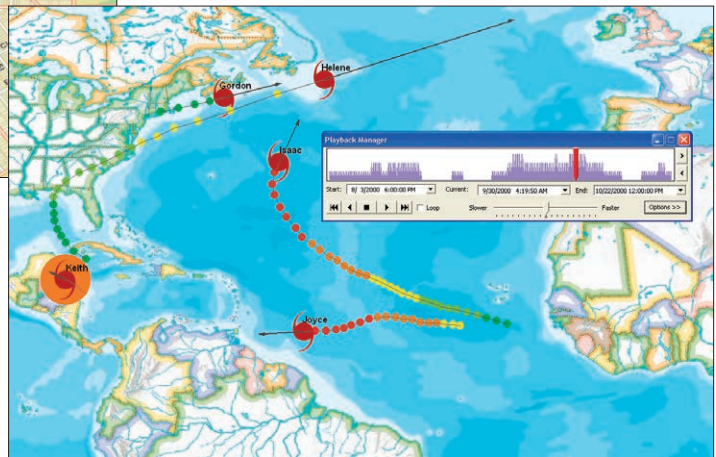 Helene
Gordon
Isaac
Playback Manager
Start: 8/ 3/2000 6:00:00 PM Current: 9/30/2000 4:19:50 AM End: 10/22/2000 12:00:00 PM
Loop Slower Faster Options >>
Keith
Joyce